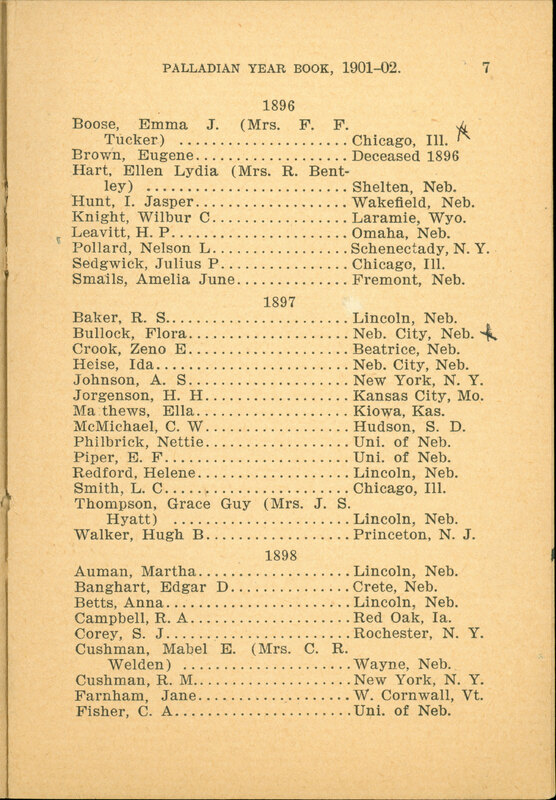 PALLADIAN YEAR BOOK, 1901-02. 7
1896
Boose, Emma J. (Mrs. F. F.
Tucker) ..................... Chicago, Ill.
Brown, Eugene................... Deceased 1896
Hart, Ellen Lydia (Mrs. R. Bent-
ley) ......................... Shelten, Neb.
Hunt, I. Jasper................... Wakefield, Neb.
Knight, Wilbur C................. Laramie, Wyo.
Leavitt, H. P..................... Omaha, Neb.
Pollard, Nelson L................. Schenectady, N. Y.
Sedgwick, Julius P................ Chicago, Ill.
Smails, Amelia June.............. Fremont, Neb.
1897
Baker, R. S....................... Lincoln, Neb.
Bullock, Flora.................... Neb. City, Neb.
Crook, Zeno E.................... Beatrice, Neb.
Heise, Ida........................ Neb. City, Neb.
Johnson, A. S.................... New York, N. Y.
Jorgenson, H. H.................. Kansas City, Mo.
Ma thews, Ella................... Kiowa, Kas.
McMichael, C. W.................. Hudson, S. D.
Philbrick, Nettie.................. Uni. of Neb.
Piper, E. F....................... Uni. of Neb.
Redford, Helene.................. Lincoln, Neb.
Smith, L. C....................... Chicago, Ill.
Thompson, Grace Guy (Mrs. J. S.
Hyatt) ...................... Lincoln, Neb.
Walker, Hugh B.................. Princeton, N. J.
1898
Auman, Martha................... Lincoln, Neb.
Banghart, Edgar D............... Crete, Neb.
Betts, Anna....................... Lincoln, Neb.
Campbell, R. A................... Red Oak, Ia.
Corey, S. J....................... Rochester, N. Y.
Cushman, Mabel E. (Mrs. C. R.
Welden) ..................... Wayne, Neb.
Cushman, R. M................... New York, N. Y.
Farnham, Jane................... W. Cornwall, Vt.
Fisher, C. A...................... Uni. of Neb.